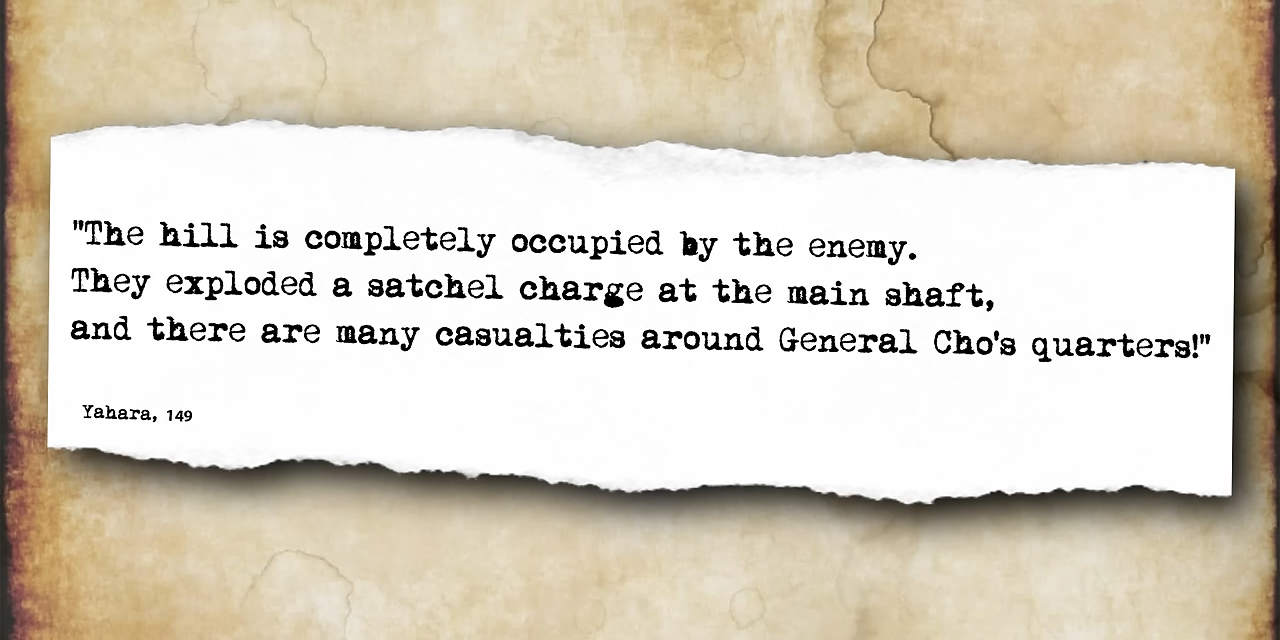 "The hill is completely occupied by the enemy.
They exploded a satchel charge at the main shaft,
and there are many casualties around General Cho's quarters!"
Yahara, 149